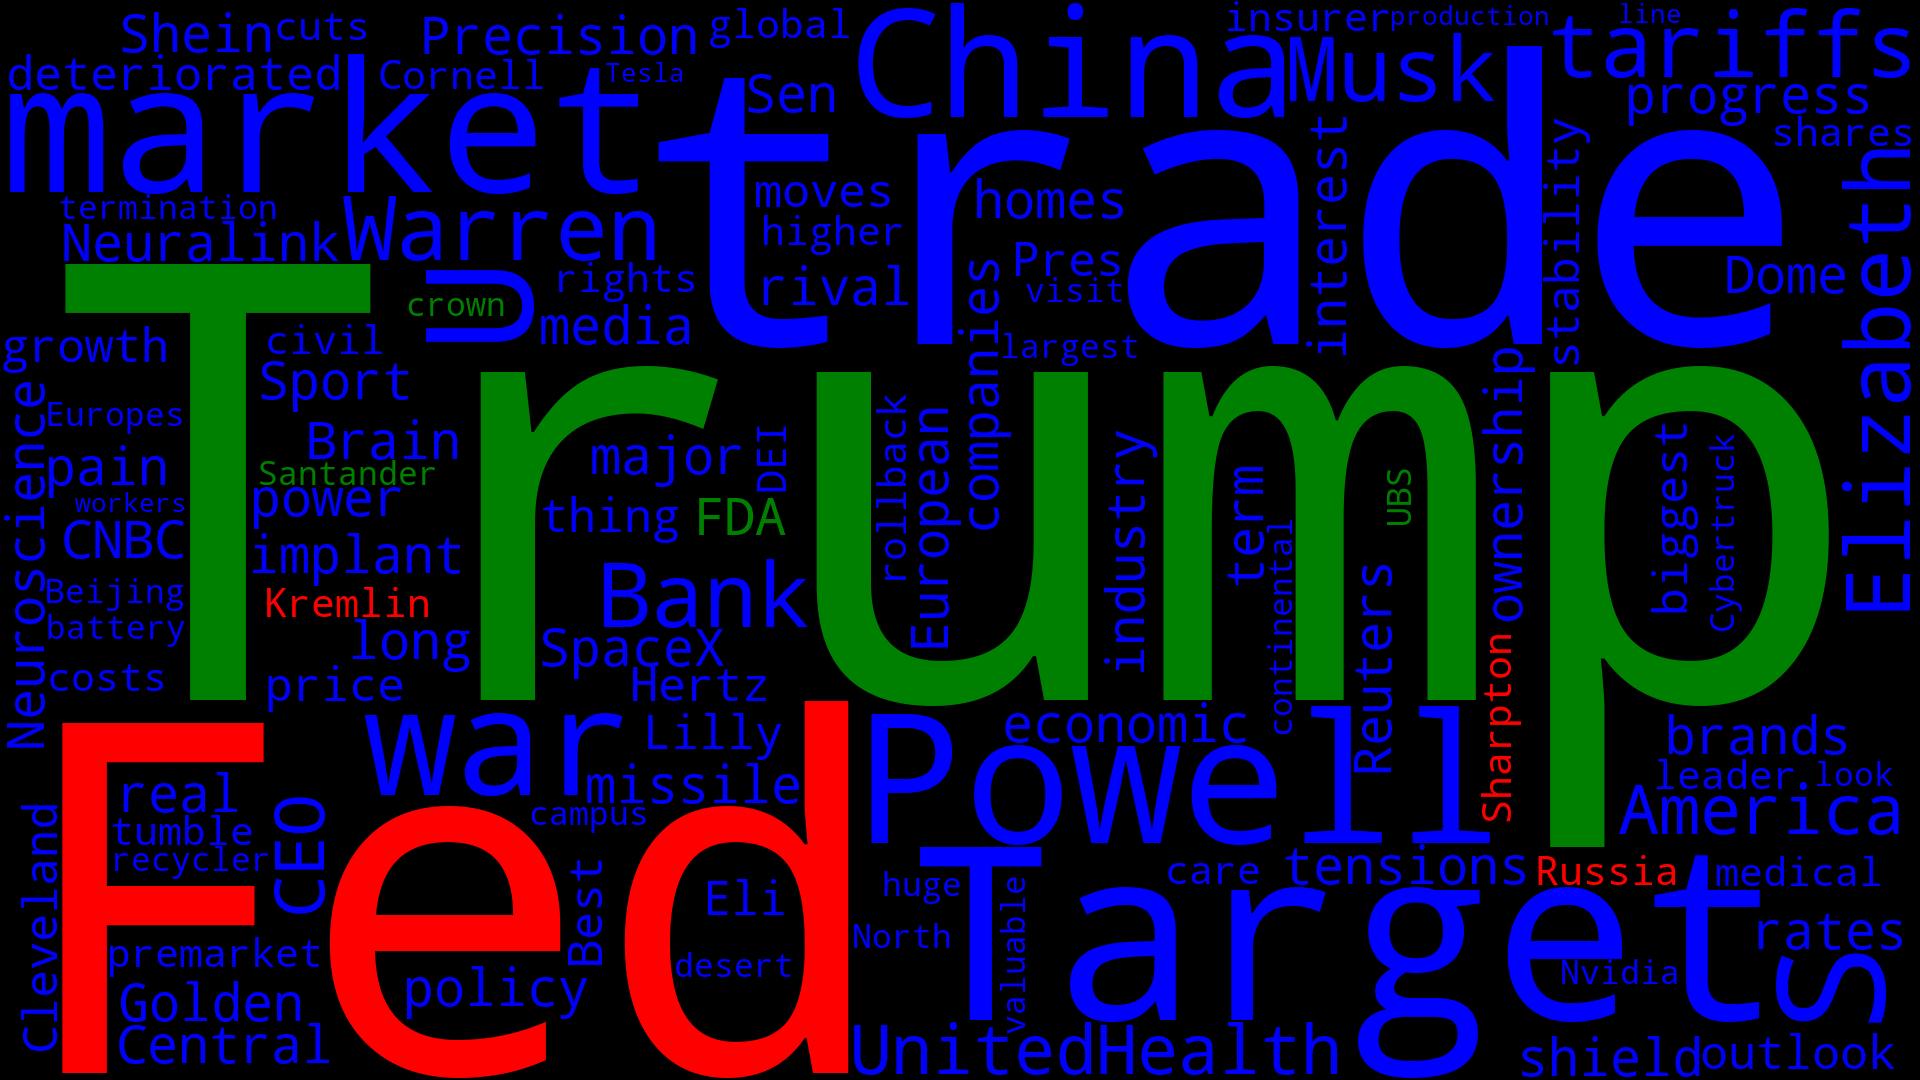 Shein cuts Precision global China insurer production line tariffs
deteriorated Cornell Tesla Sen Musk progress
market trade shares
termination Neuralink Warren moves homes interest stability Elizabeth
higher Pres Dome
Trump crown U rights rival visit
media companies largest
growth civil
Sport
Neuroscience Europes Brain major DEI rollback European industry term ownership biggest Cybertruck
pain Santander UBS
workers power thing FDA
CNBC implant continental
Beijing Kremlin Bank Reuters
battery long SpaceX Sharpton
costs price Hertz
Fed war Lilly Powell economic brands
real CEO missile leader look
tumble campus America
recycler Best Eli huge Target care tensions Russia medical
Cleveland premarket desert North valuable rates
policy Nvidia S
Golden
Central UnitedHealth shield outlook